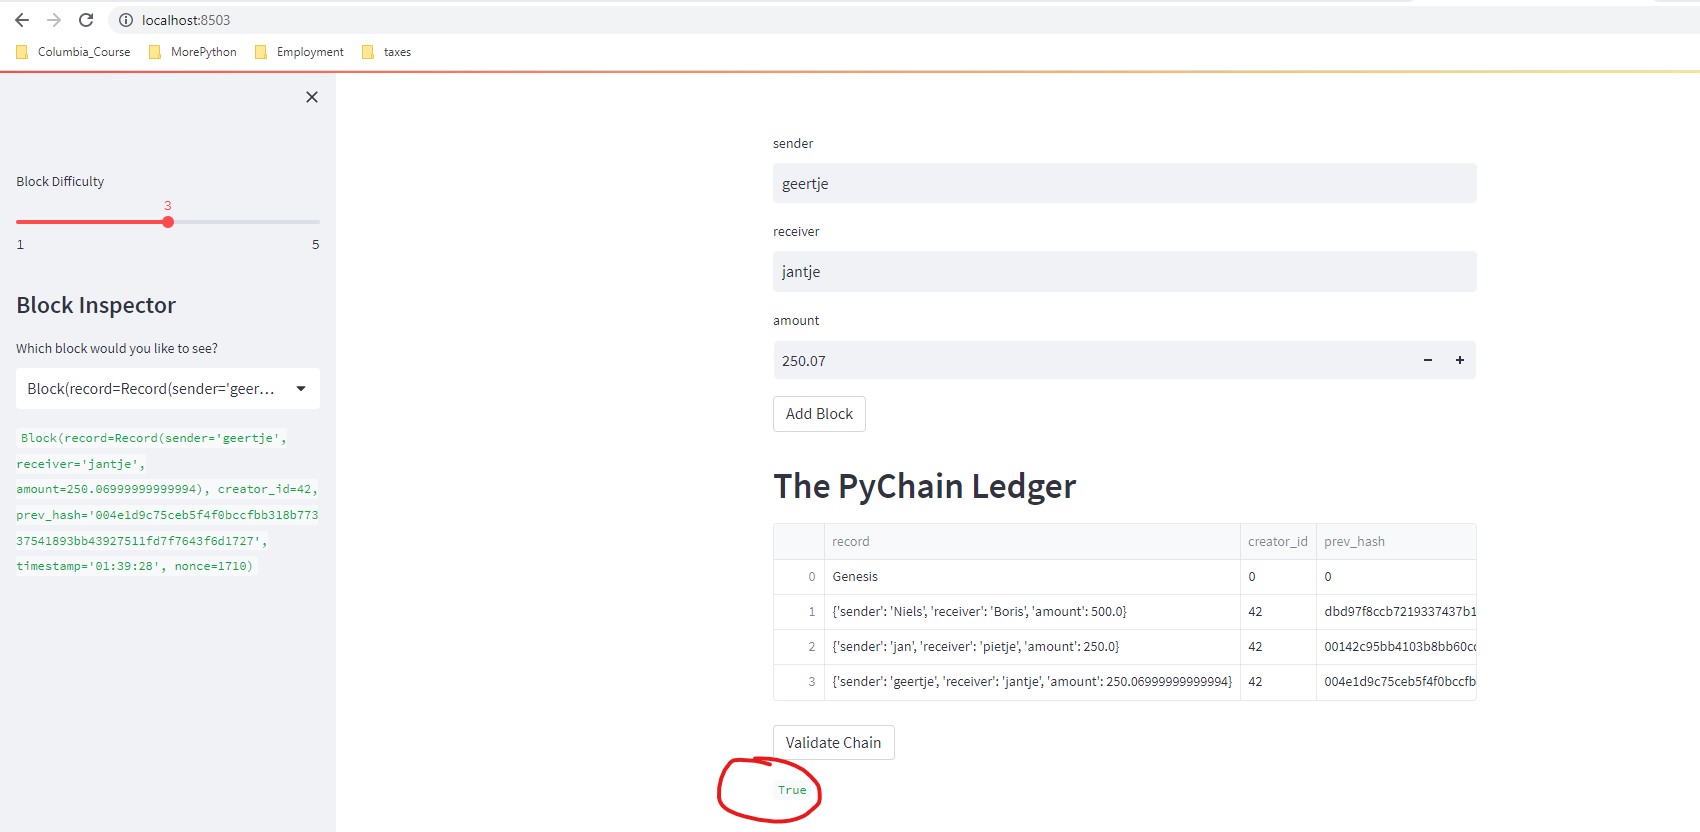 localhost:8503
Columbia_Course MorePython Employment taxes
Block Difficulty
3
1 5
Block Inspector
Which block would you like to see?
Block(record=Record(sender='geer...
Block(record=Record(sender='geertje',
receiver='jantje',
amount=250.06999999999994), creator_id=42,
prev_hash='004e1d9c75ceb5f4f0bccfbb318b773
37541893bb43927511fd7f7643f6d1727',
timestamp='01:39:28', nonce=1710)
sender
geertje
receiver
jantje
amount
250.07 - +
Add Block
The PyChain Ledger
record creator_id prev_hash
0 Genesis 0 0
1 {'sender': 'Niels', 'receiver': 'Boris', 'amount': 500.0} 42 dbd97f8ccb7219337437b1
2 {'sender': 'jan', 'receiver': 'pietje', 'amount': 250.0} 42 00142c95bb4103b8bb60cc
3 {'sender': 'geertje', 'receiver': 'jantje', 'amount': 250.06999999999994} 42 004e1d9c75ceb5f4f0bccfb
Validate Chain
True